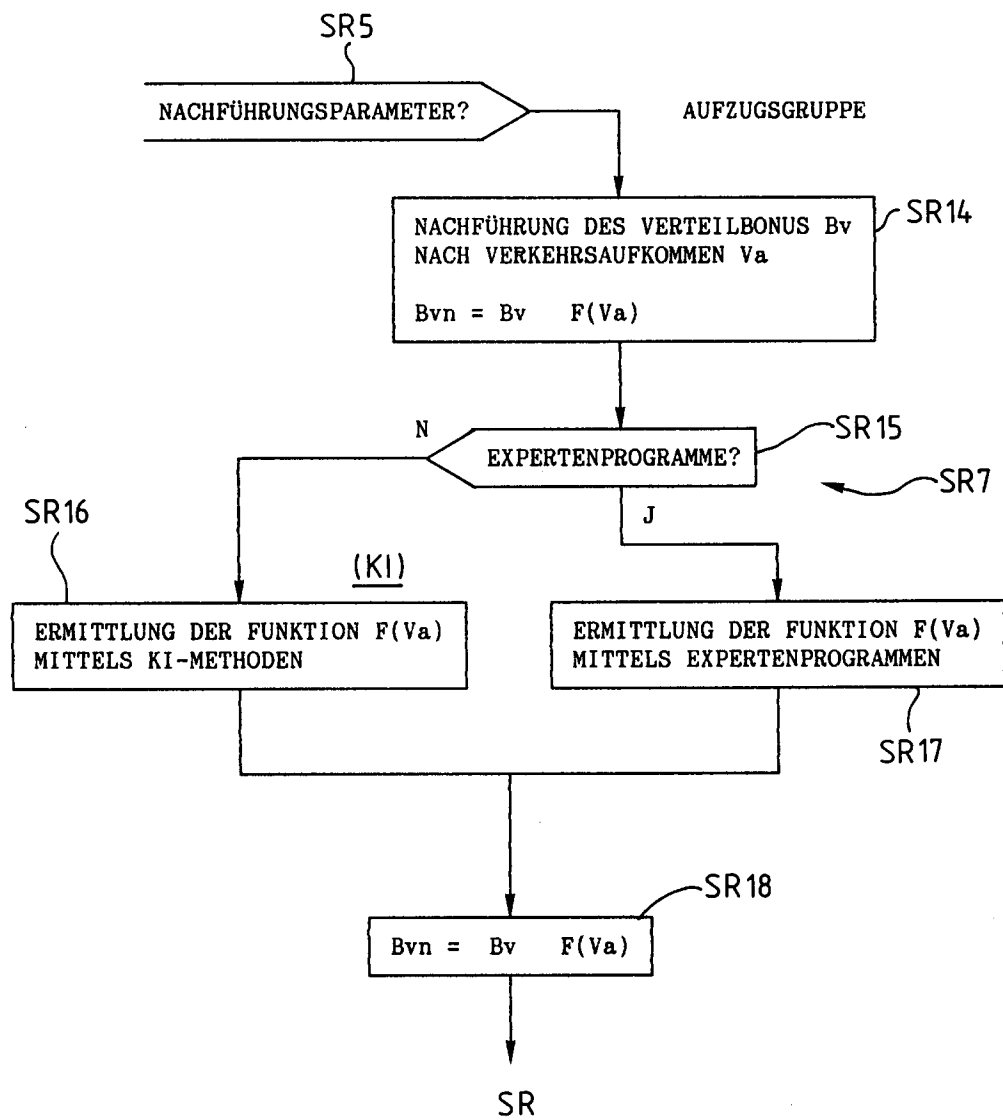 SR5
NACHFÜHRUNGSPARAMETER?
AUFZUGSGRUPPE
SR14
NACHFÜHRUNG DES VERTEILBONUS Bv
NACH VERKEHRSAUFKOMMEN Va
Bvn = Bv F(Va)
N
SR15
EXPERTENPROGRAMME?
SR7
J
SR16
(KI)
ERMITTLUNG DER FUNKTION F(Va)
MITTELS KI-METHODEN
ERMITTLUNG DER FUNKTION F(Va)
MITTELS EXPERTENPROGRAMMEN
SR17
SR18
Bvn = Bv F(Va)
SR